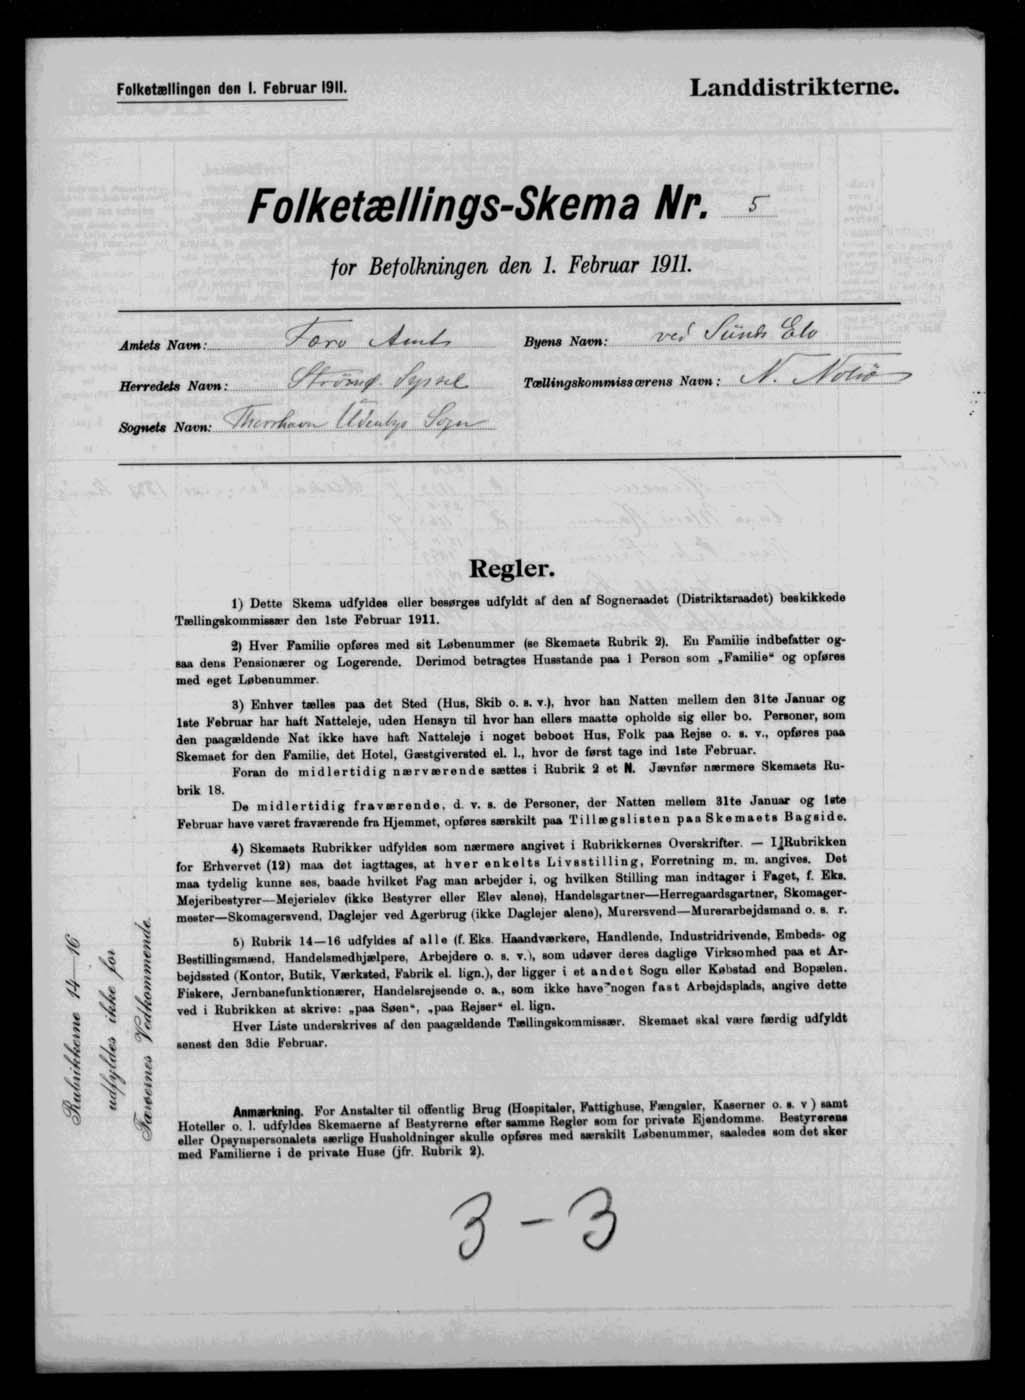 Folketællingen den 1. Februar 1911.
Landdistrikterne.
Folketællings-Skema Nr. 5
for Befolkningen den 1. Februar 1911.
Amtets Navn: Færø Amt
Byens Navn: ved Sunds Elv
Herredets Navn: Strømø Syssel
Tællingskommissærens Navn: N. Nolsø
Sognets Navn: Thorshavn Udenbys Sogn
Regler.
1) Dette Skema udfyldes eller besørges udfyldt af den af Sogneraadet (Distriktsraadet) beskikkede
Tællingskommissær den 1ste Februar 1911.
2) Hver Familie opføres med sit Løbenummer (se Skemaets Rubrik 2). En Familie indbefatter og-
saa dens Pensionærer og Logerende. Derimod betragtes Husstande paa 1 Person som „Familie“ og opføres
med eget Løbenummer.
3) Enhver tælles paa det Sted (Hus, Skib o. s. v.), hvor han Natten mellem den 31te Januar og
1ste Februar har haft Natteleje, uden Hensyn til hvor han ellers maatte opholde sig eller bo. Personer, som
den paagældende Nat ikke have haft Natteleje i noget beboet Hus, Folk paa Rejse o. s. v., opføres paa
Skemaet for den Familie, det Hotel, Gæstgiversted el. l., hvor de først tage ind 1ste Februar.
Foran de midlertidig nærværende sættes i Rubrik 2 et N. Jævnfør nærmere Skemaets Ru-
brik 18.
De midlertidig fraværende, d. v. s. de Personer, der Natten mellem 31te Januar og 1ste
Februar have været fraværende fra Hjemmet, opføres særskilt paa Tillægslisten paa Skemaets Bagside.
4) Skemaets Rubrikker udfyldes som nærmere angivet i Rubrikkernes Overskrifter. — I Rubrikken
for Erhvervet (12) maa det iagttages, at hver enkelts Livsstilling, Forretning m. m. angives. Det
maa tydelig kunne ses, baade hvilket Fag man arbejder i, og hvilken Stilling man indtager i Faget, f. Eks.
Mejeribestyrer—Mejerielev (ikke Bestyrer eller Elev alene), Handelsgartner—Herregaardsgartner, Skomager-
mester—Skomagersvend, Daglejer ved Agerbrug (ikke Daglejer alene), Murersvend—Murerarbejdsmand o. s. r.
5) Rubrik 14—16 udfyldes af alle (f. Eks. Haandværkere, Handlende, Industridrivende, Embeds- og
Bestillingsmænd, Handelsmedhjælpere, Arbejdere o. s. v.), som udøver deres daglige Virksomhed paa et Ar-
bejdssted (Kontor, Butik, Værksted, Fabrik el. lign.), der ligger i et andet Sogn eller Købstad end Bopælen.
Fiskere, Jernbanefunktionærer, Handelsrejsende o. a., som ikke have nogen fast Arbejdsplads, angive dette
ved i Rubrikken at skrive: „paa Søen“, „paa Rejser“ el. lign.
Hver Liste underskrives af den paagældende Tællingskommissær. Skemaet skal være færdig udfyldt
senest den 3die Februar.
Rubrikkerne 14—16
udfyldes ikke for
Færøernes Vedkommende.
Anmærkning. For Anstalter til offentlig Brug (Hospitaler, Fattighuse, Fængsler, Kaserner o. s. v) samt
Hoteller o. l. udfyldes Skemaerne af Bestyrerne efter samme Regler som for private Ejendomme. Bestyrerens
eller Opsynspersonalets særlige Husholdninger skulle opføres med særskilt Løbenummer, saaledes som det sker
med Familierne i de private Huse (jfr. Rubrik 2).
3-3